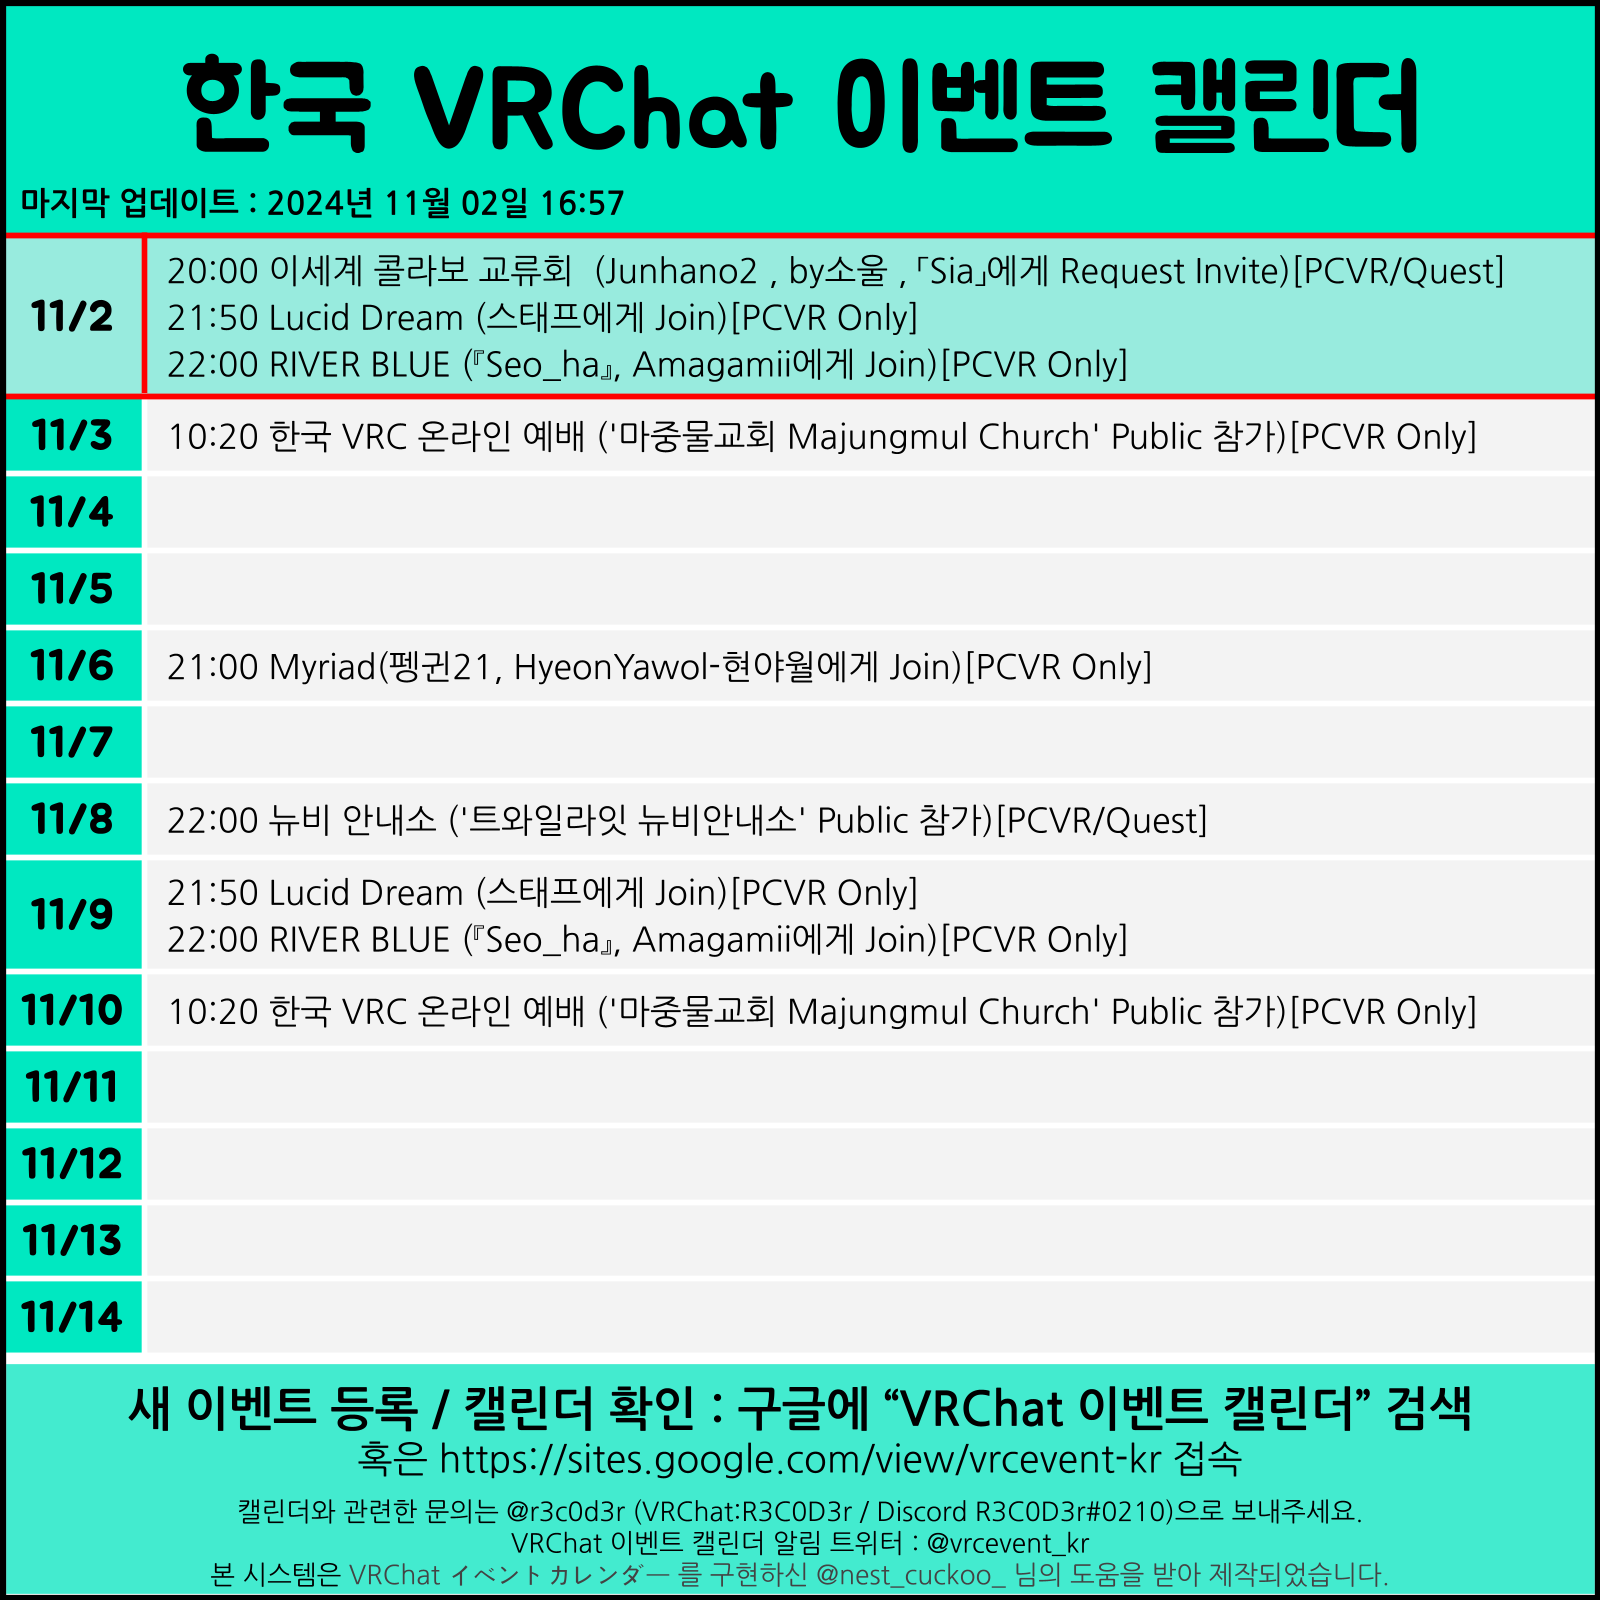 한국 VRChat 이벤트 캘린더
마지막 업데이트 : 2024년 11월 02일 16:57
11/2
20:00 이세계 콜라보 교류회  (Junhano2 , by소울 ,「Sia」에게 Request Invite)[PCVR/Quest]
21:50 Lucid Dream (스태프에게 Join)[PCVR Only]
22:00 RIVER BLUE (『Seo_ha』, Amagamii에게 Join)[PCVR Only]
11/3
10:20 한국 VRC 온라인 예배 ('마중물교회 Majungmul Church' Public 참가)[PCVR Only]
11/4
11/5
11/6
21:00 Myriad(펭귄21, HyeonYawol-현야월에게 Join)[PCVR Only]
11/7
11/8
22:00 뉴비 안내소 ('트와일라잇 뉴비안내소' Public 참가)[PCVR/Quest]
11/9
21:50 Lucid Dream (스태프에게 Join)[PCVR Only]
22:00 RIVER BLUE (『Seo_ha』, Amagamii에게 Join)[PCVR Only]
11/10
10:20 한국 VRC 온라인 예배 ('마중물교회 Majungmul Church' Public 참가)[PCVR Only]
11/11
11/12
11/13
11/14
새 이벤트 등록 / 캘린더 확인 : 구글에 “VRChat 이벤트 캘린더” 검색
혹은 https://sites.google.com/view/vrcevent-kr 접속
캘린더와 관련한 문의는 @r3c0d3r (VRChat:R3C0D3r / Discord R3C0D3r#0210)으로 보내주세요.
VRChat 이벤트 캘린더 알림 트위터 : @vrcevent_kr
본 시스템은 VRChat イベントカレンダー 를 구현하신 @nest_cuckoo_ 님의 도움을 받아 제작되었습니다.